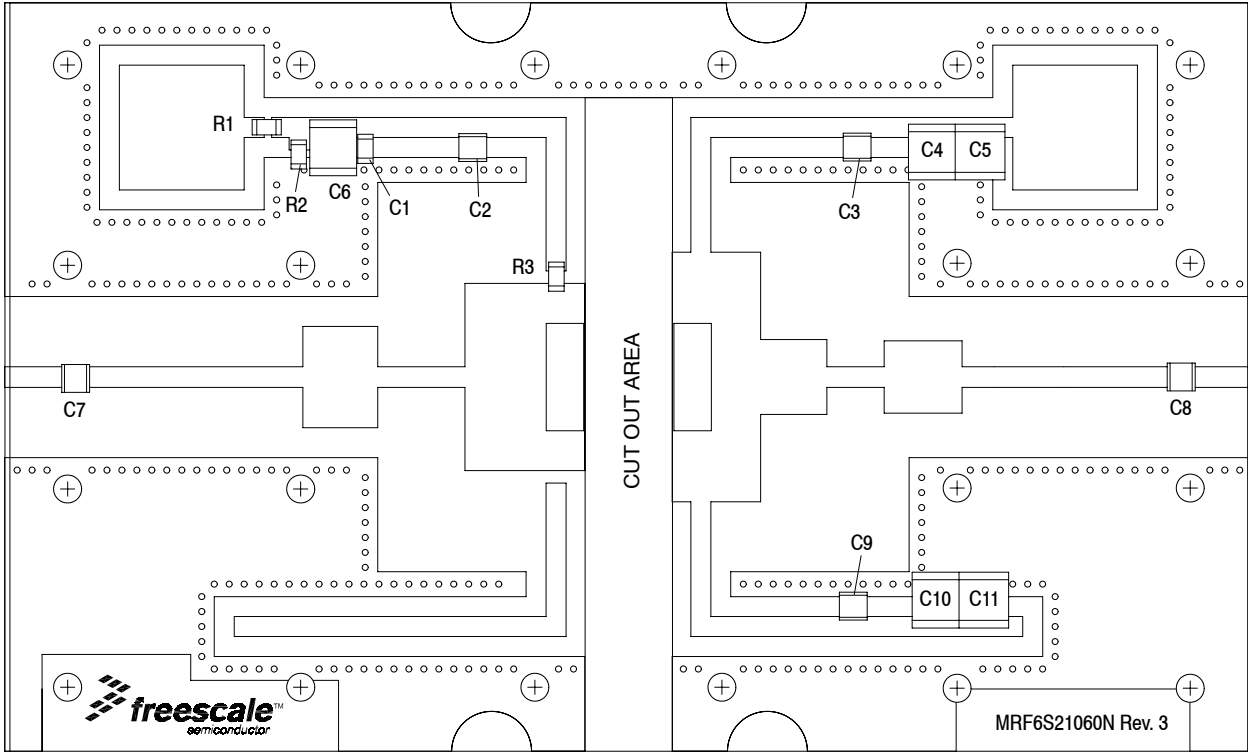 R1
C4 C5
R2
C6
C1
C2
C3
R3
CUT OUT AREA
C7
C8
C9
C10 C11
freescale™
semiconductor
MRF6S21060N Rev. 3